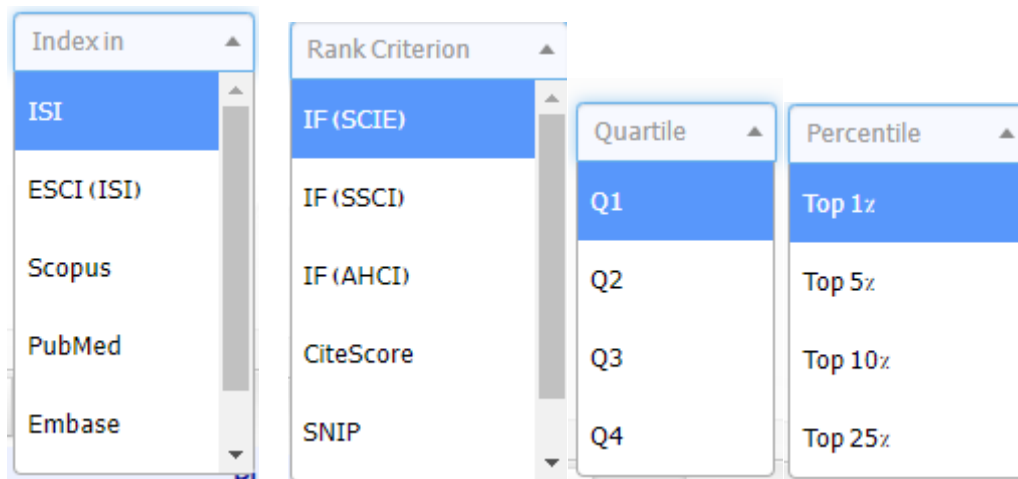 Index in
ISI
ESCI (ISI)
Scopus
PubMed
Embase
Rank Criterion
IF (SCIE)
IF (SSCI)
IF (AHCI)
CiteScore
SNIP
Quartile
Q1
Q2
Q3
Q4
Percentile
Top 1%
Top 5%
Top 10%
Top 25%